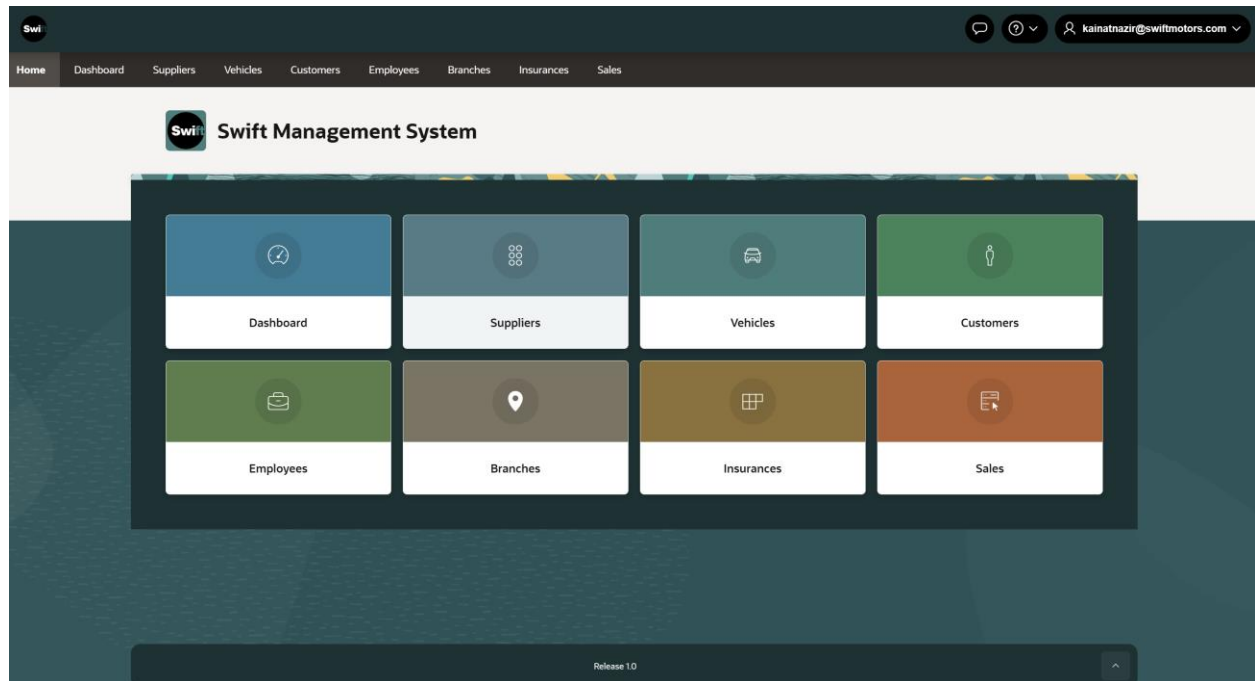 Swift
kainatnazir@swiftmotors.com
Home Dashboard Suppliers Vehicles Customers Employees Branches Insurances Sales
Swift Swift Management System
Dashboard Suppliers Vehicles Customers
Employees Branches Insurances Sales
Release 1.0